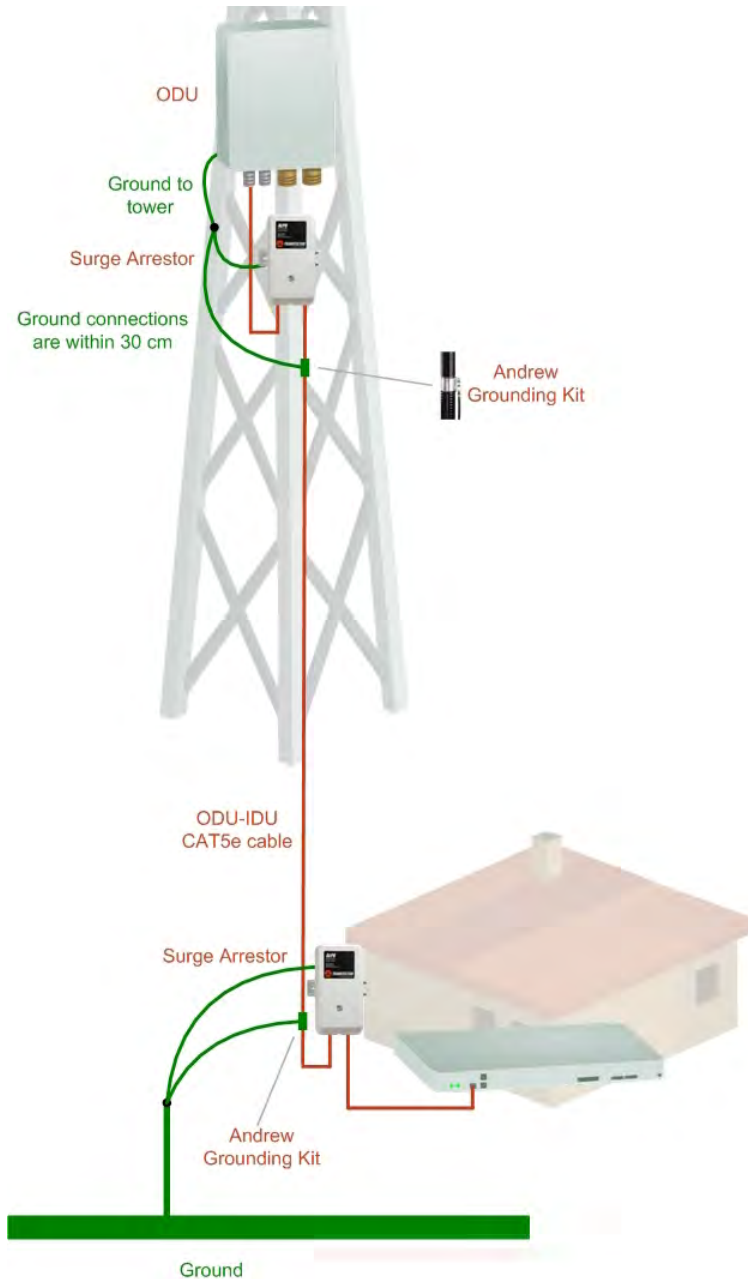 ODU
Ground to
tower
Surge Arrestor
Ground connections
are within 30 cm
Andrew
Grounding Kit
ODU-IDU
CAT5e cable
Surge Arrestor
Andrew
Grounding Kit
Ground